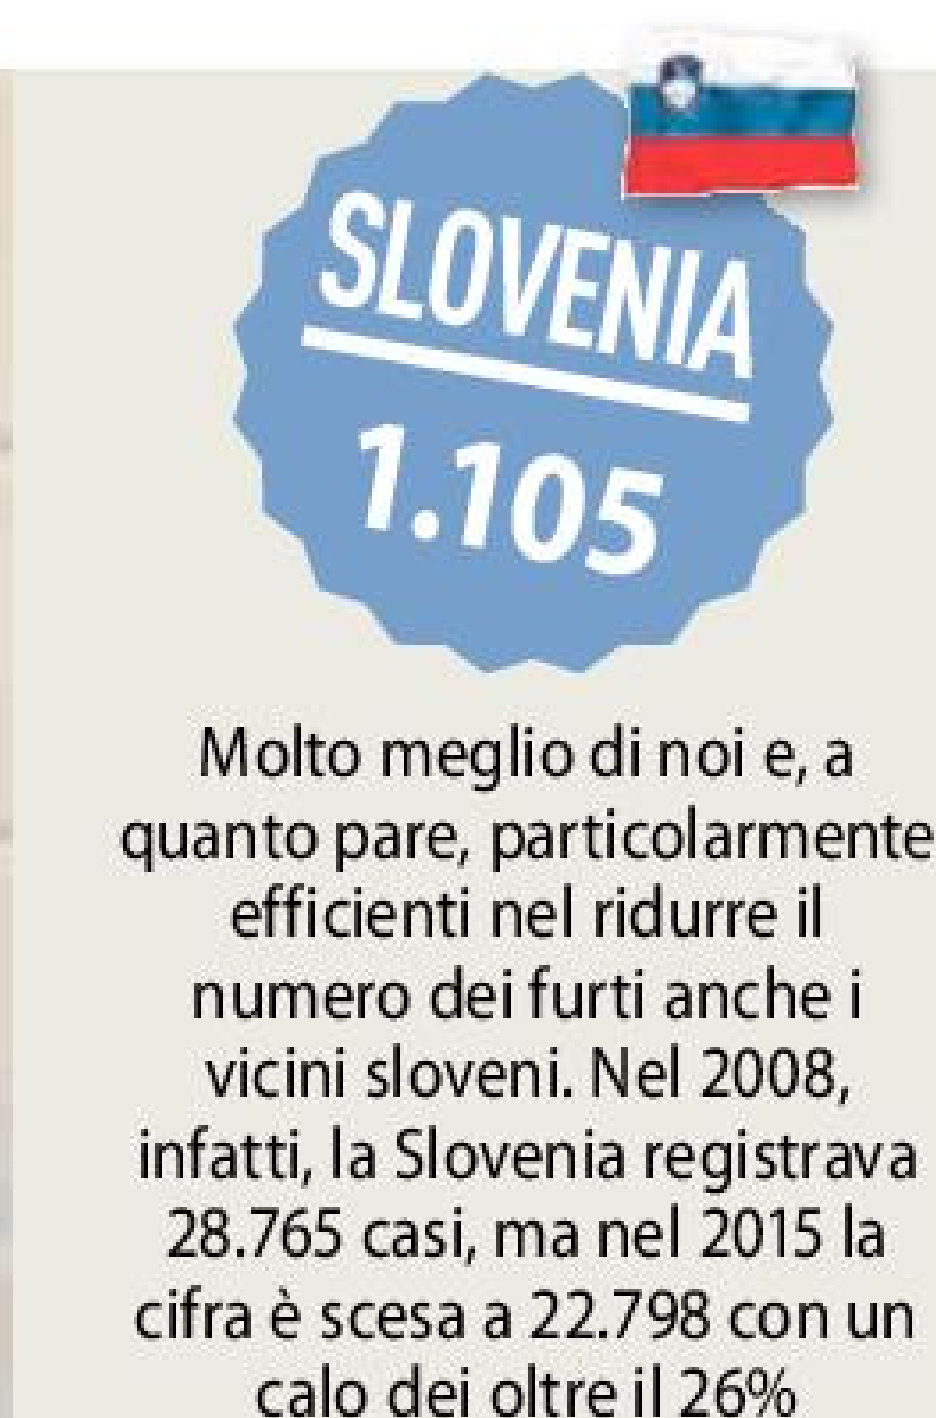 SLOVENIA
1.105
Molto meglio di noi e, a
quanto pare, particolarmente
efficienti nel ridurre il
numero dei furti anche i
vicini sloveni. Nel 2008,
infatti, la Slovenia registrava
28.765 casi, ma nel 2015 la
cifra è scesa a 22.798 con un
calo dei oltre il 26%